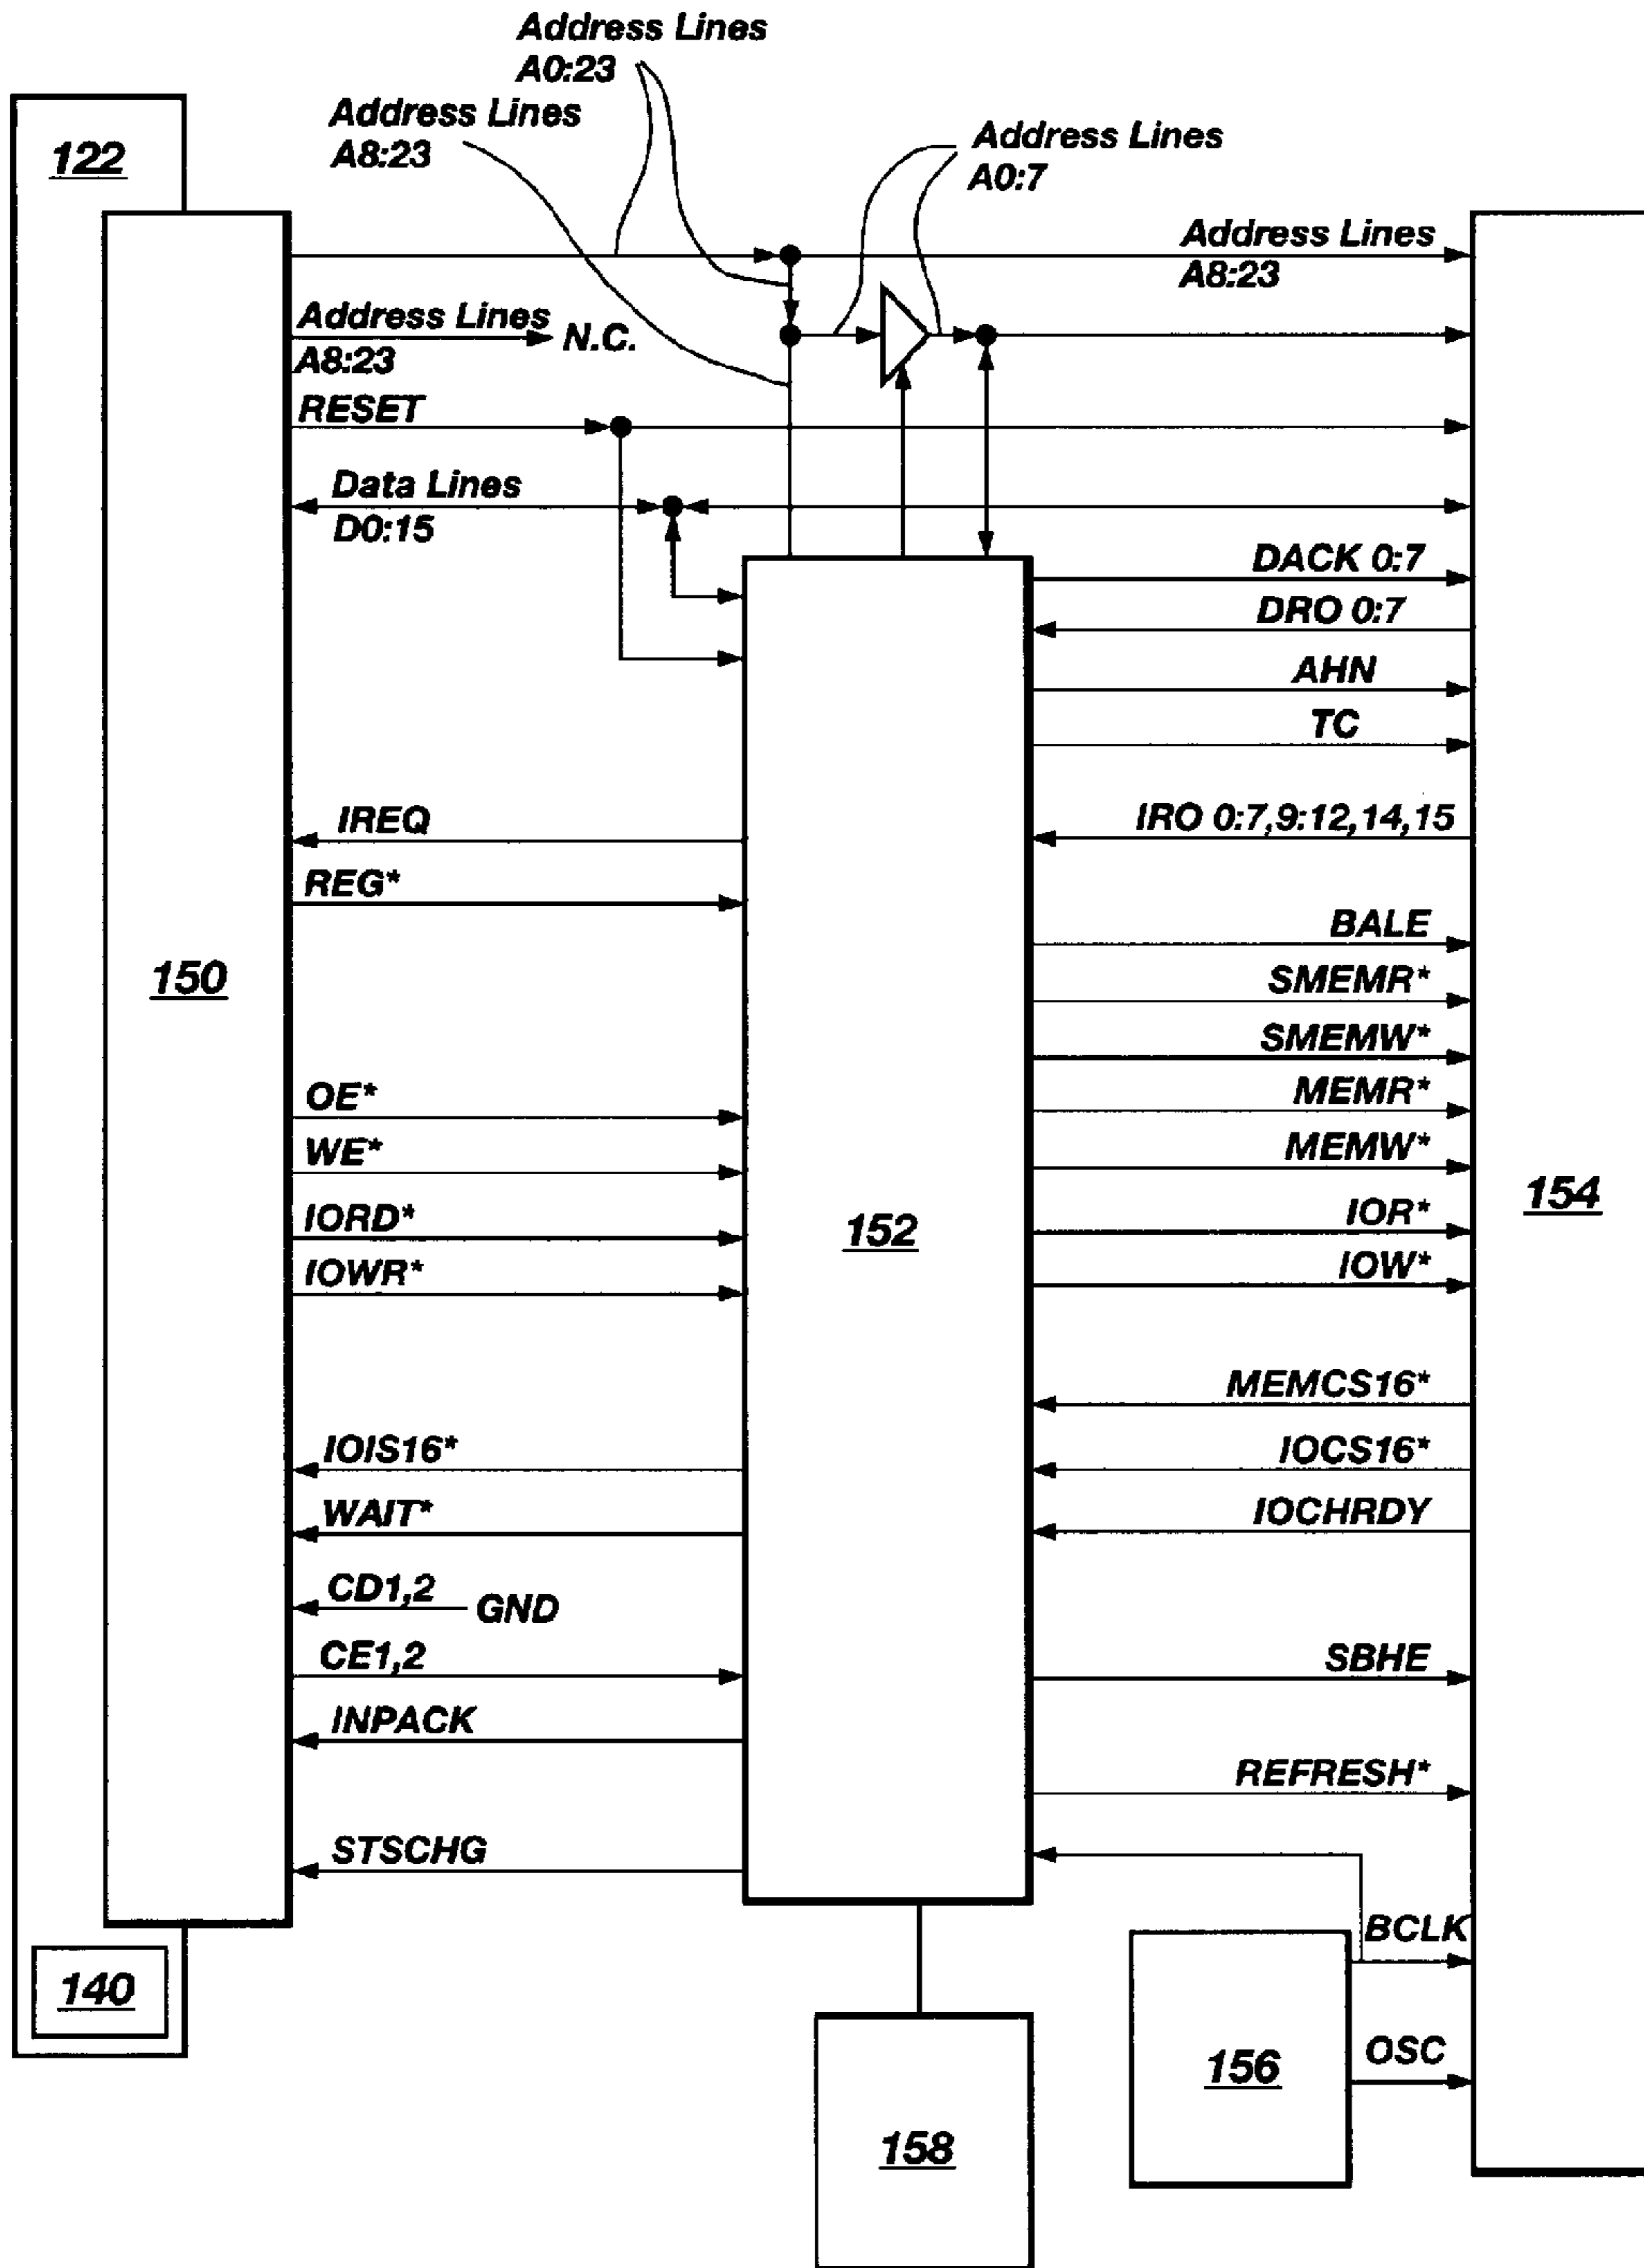 Address Lines
A0:23
Address Lines
A8:23
Address Lines
A0:7
122
Address Lines
A8:23
Address Lines
A8:23
N.C.
RESET
Data Lines
D0:15
DACK 0:7
DRO 0:7
AHN
TC
IREQ
IRO 0:7,9:12,14,15
REG*
BALE
150
SMEMR*
SMEMW*
OE*
MEMR*
WE*
MEMW*
154
IORD*
152
IOR*
IOWR*
IOW*
MEMCS16*
IOIS16*
IOCS16*
WAIT*
IOCHRDY
CD1,2
GND
CE1,2
SBHE
INPACK
REFRESH*
STSCHG
BCLK
140
OSC
156
158